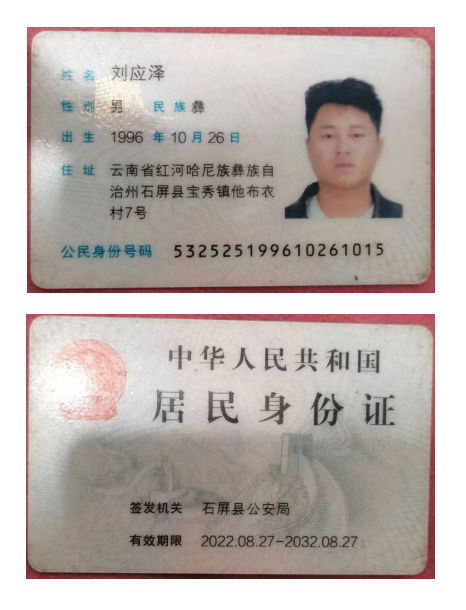 姓名 刘应泽
性别 男 民族 彝
出生 1996 年 10 月 26 日
住址 云南省红河哈尼族彝族自
治州石屏县宝秀镇他布衣
村7号
公民身份号码 532525199610261015
中华人民共和国
居民身份证
签发机关 石屏县公安局
有效期限 2022.08.27-2032.08.27